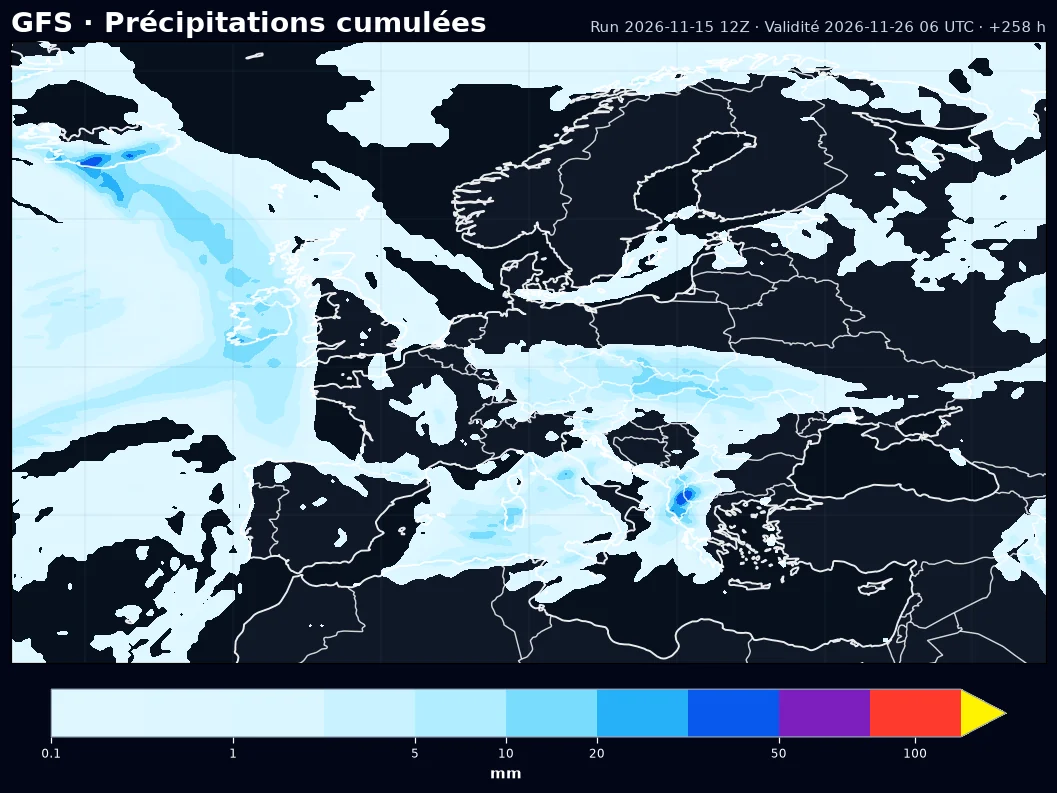 GFS · Précipitations cumulées
Run 2026-11-15 12Z · Validité 2026-11-26 06 UTC · +258 h
0.1 1 5 10 20 50 100
mm